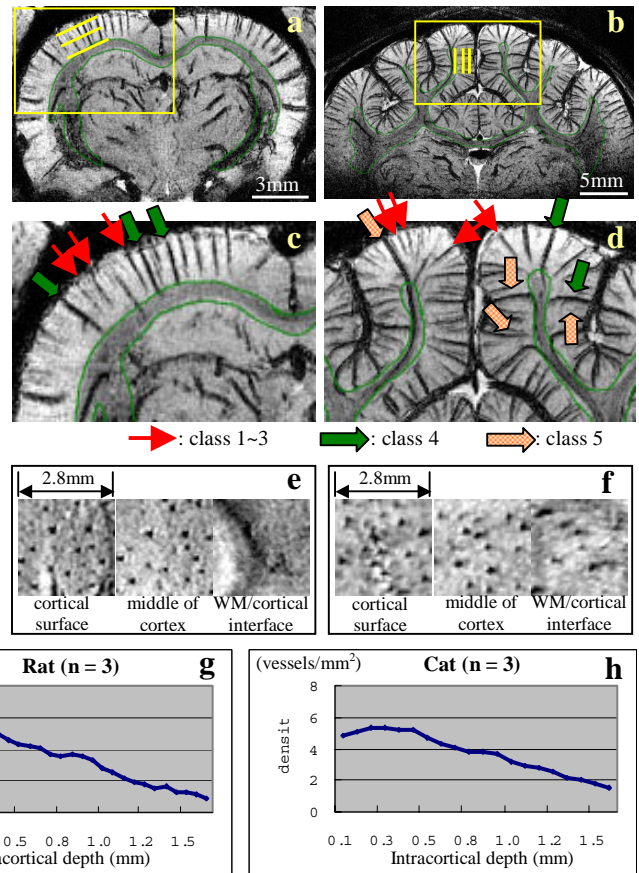 a
3mm
b
5mm
c
d
: class 1~3 : class 4 : class 5
e
2.8mm
cortical surface
middle of cortex
WM/cortical interface
f
2.8mm
cortical surface
middle of cortex
WM/cortical interface
Rat (n = 3) g
0.8 1.0 1.2 1.5
depth (mm)
(vessels/mm²) Cat (n = 3) h
densit
8
6
4
2
0
0.1 0.3 0.5 0.8 1.0 1.2 1.5
Intracortical depth (mm)